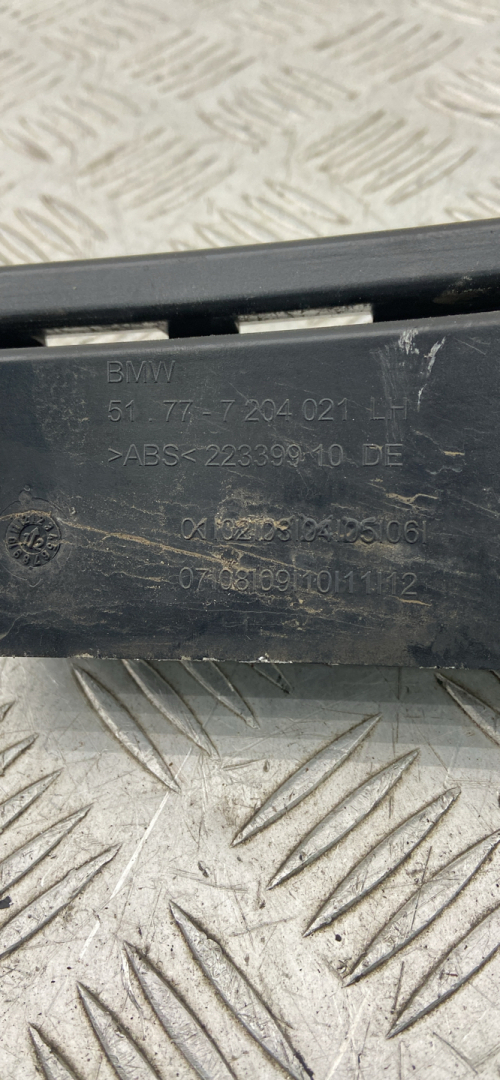 BMW
51 . 77 - 7 204 021 LH
>ABS< 223399 10 DE
01|02|03|04|05|06|
07|08|09|10|11|12